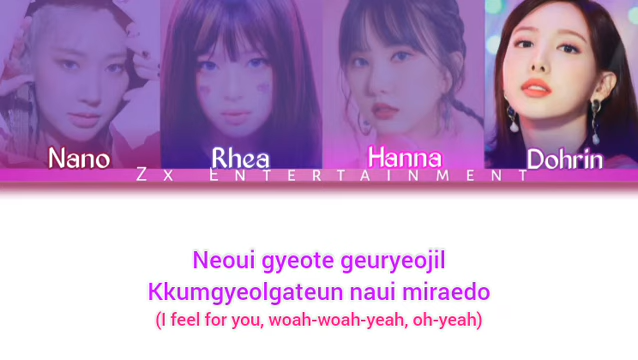 Nano Rhea Hanna Dohrin
Zx Entertainment
Neoui gyeote geuryeojil
Kkumgyeolgateun naui miraedo
(I feel for you, woah-woah-yeah, oh-yeah)